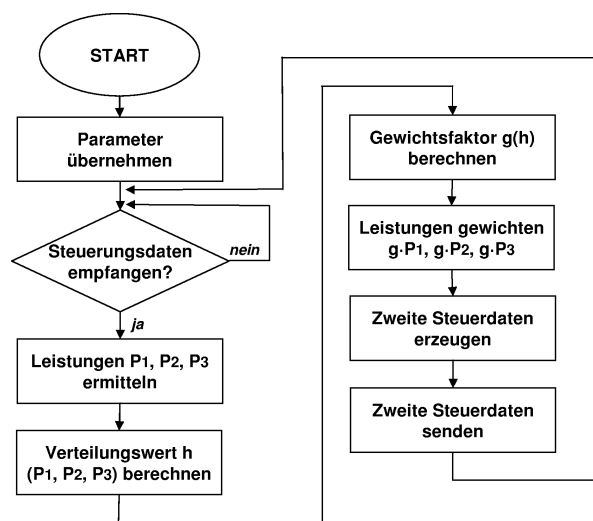 START
Parameter
übernehmen
Steuerungsdaten
empfangen?
nein
ja
Leistungen P1, P2, P3
ermitteln
Verteilungswert h
(P1, P2, P3) berechnen
Gewichtsfaktor g(h)
berechnen
Leistungen gewichten
g·P1, g·P2, g·P3
Zweite Steuerdaten
erzeugen
Zweite Steuerdaten
senden